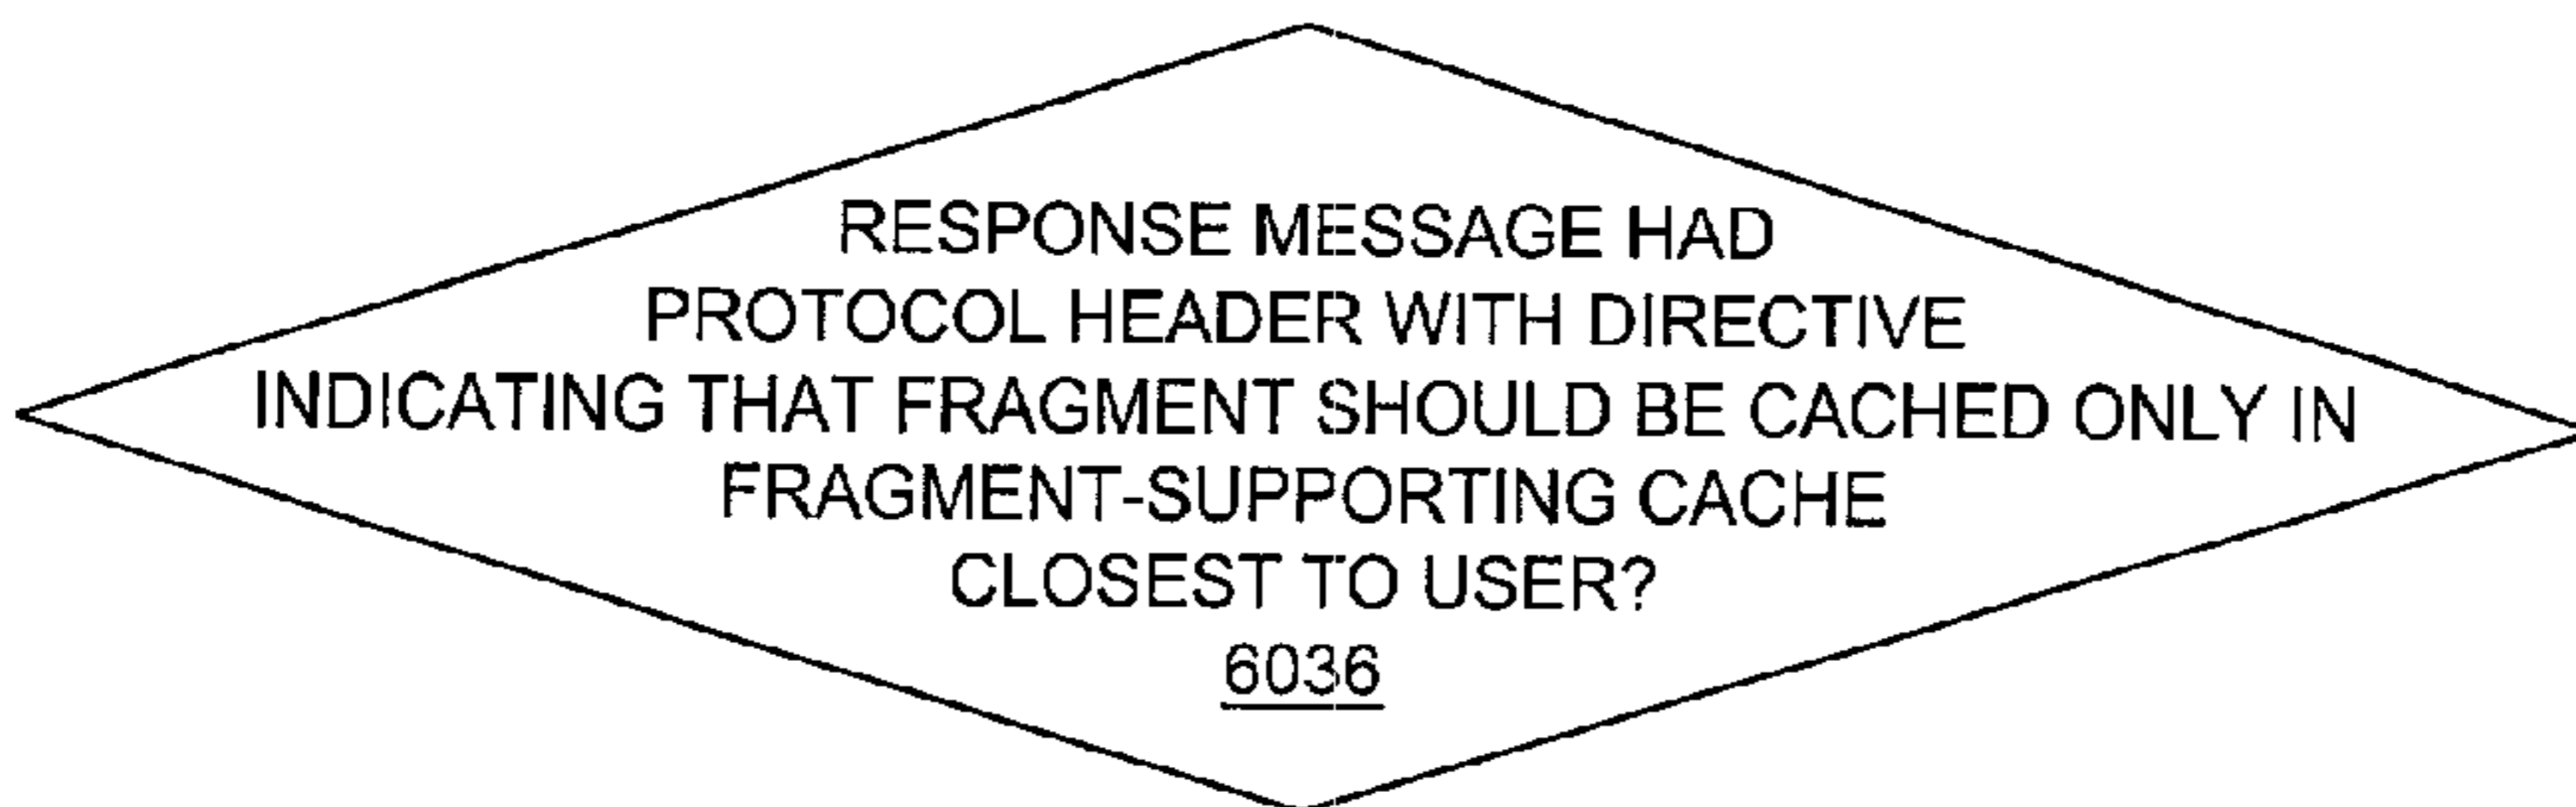 RESPONSE MESSAGE HAD
PROTOCOL HEADER WITH DIRECTIVE
INDICATING THAT FRAGMENT SHOULD BE CACHED ONLY IN
FRAGMENT-SUPPORTING CACHE
CLOSEST TO USER?
6036